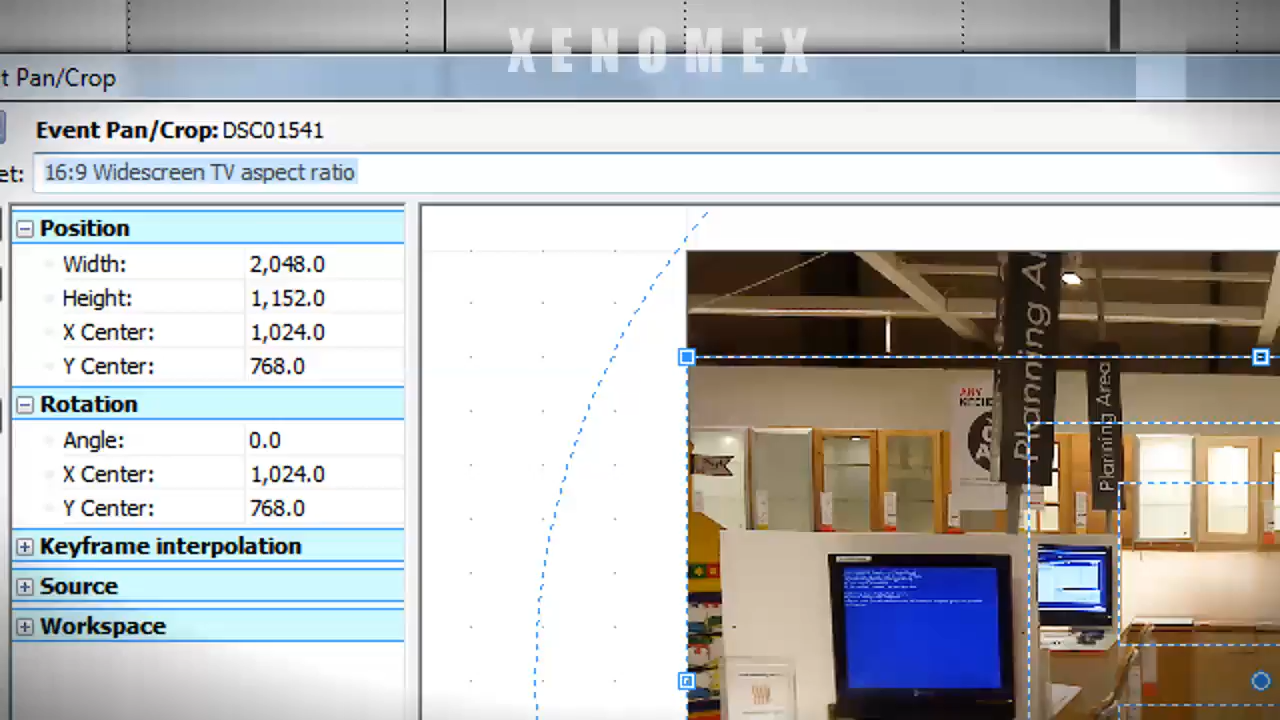 XENOMEX
t Pan/Crop
Event Pan/Crop: DSC01541
et: 16:9 Widescreen TV aspect ratio
Position
Width: 2,048.0
Height: 1,152.0
X Center: 1,024.0
Y Center: 768.0
Rotation
Angle: 0.0
X Center: 1,024.0
Y Center: 768.0
Keyframe interpolation
Source
Workspace
Planning Ar
Planning Area
ANY